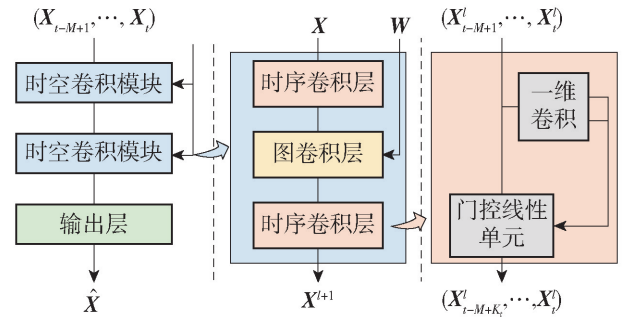 (X_{t-M+1},⋯,X_t)
时空卷积模块
时空卷积模块
输出层
X̂
X
W
时序卷积层
图卷积层
时序卷积层
X^{l+1}
(X^l_{t-M+1},⋯,X^l_t)
一维
卷积
门控线性
单元
(X^l_{t-M+K_t},⋯,X^l_t)